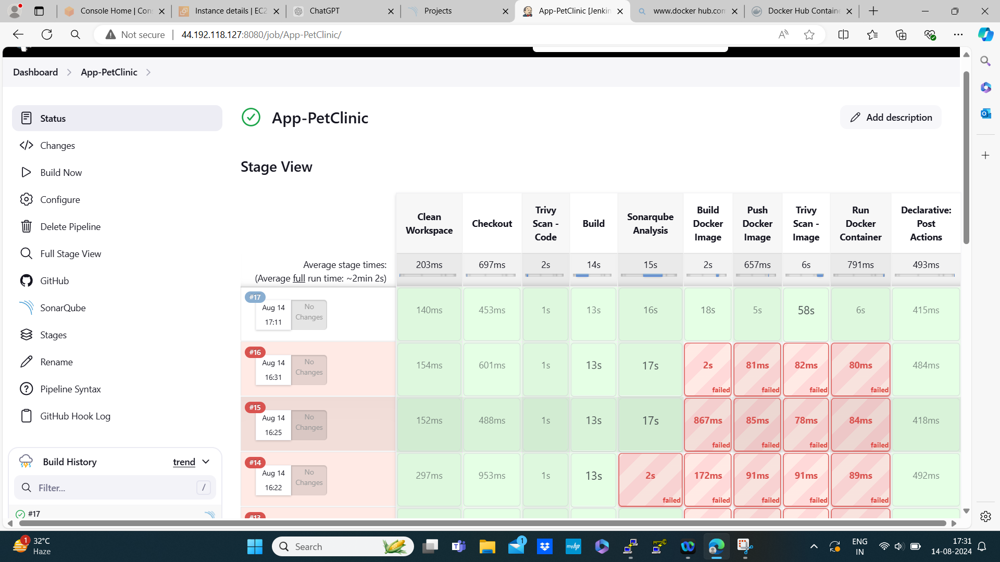 Console Home | Con
Instance details | EC2
ChatGPT
Projects
App-PetClinic [Jenkin
www.docker hub.com
Docker Hub Containe
Not secure
44.192.118.127:8080/job/App-PetClinic/
Dashboard
App-PetClinic
Status
Changes
Build Now
Configure
Delete Pipeline
Full Stage View
GitHub
SonarQube
Stages
Rename
Pipeline Syntax
GitHub Hook Log
Build History
trend
Filter...
/
#17
App-PetClinic
Add description
Stage View
Clean Workspace
Checkout
Trivy Scan - Code
Build
Sonarqube Analysis
Build Docker Image
Push Docker Image
Trivy Scan - Image
Run Docker Container
Declarative: Post Actions
Average stage times:
(Average full run time: ~2min 2s)
203ms
697ms
2s
14s
15s
2s
657ms
6s
791ms
493ms
#17
Aug 14
17:11
No Changes
140ms
453ms
1s
13s
16s
18s
5s
58s
6s
415ms
#16
Aug 14
16:31
No Changes
154ms
601ms
1s
13s
17s
2s
failed
81ms
failed
82ms
failed
80ms
failed
484ms
#15
Aug 14
16:25
No Changes
152ms
488ms
1s
13s
17s
867ms
failed
85ms
failed
78ms
failed
84ms
failed
418ms
#14
Aug 14
16:22
No Changes
297ms
953ms
1s
13s
2s
failed
172ms
failed
91ms
failed
91ms
failed
89ms
failed
492ms
#13
1
32°C
Haze
Search
1
myhp
ENG
IN
17:31
14-08-2024